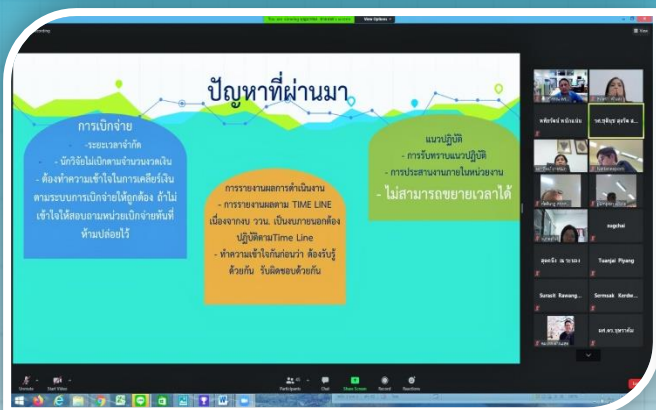 View Options
View
ปัญหาที่ผ่านมา
การเบิกจ่าย
-ระยะเวลาจำกัด
- นักวิจัยไม่เบิกตามจำนวนงวดเงิน
- ต้องทำความเข้าใจในการเคลียร์เงิน
ตามระบบการเบิกจ่ายให้ถูกต้อง ถ้าไม่
เข้าใจให้สอบถามหน่วยเบิกจ่ายทันที
ห้ามปล่อยไว้
การรายงานผลการดำเนินงาน
- การรายงานผลตาม TIME LINE
เนื่องจากงบ ววน. เป็นงบภายนอกต้อง
ปฏิบัติตามTime Line
- ทำความเข้าใจกันก่อนว่า ต้องรับรู้
ด้วยกัน รับผิดชอบด้วยกัน
แนวปฏิบัติ
- การรับทราบแนวปฏิบัติ
- การประสานงานภายในหน่วยงาน
- ไม่สามารถขยายเวลาได้
Tuanjai Piyang
Surasit Rawang...
Sermsak Kerdw...
Unmute
Start Video
Participants
Chat
Share Screen
Record
Reactions